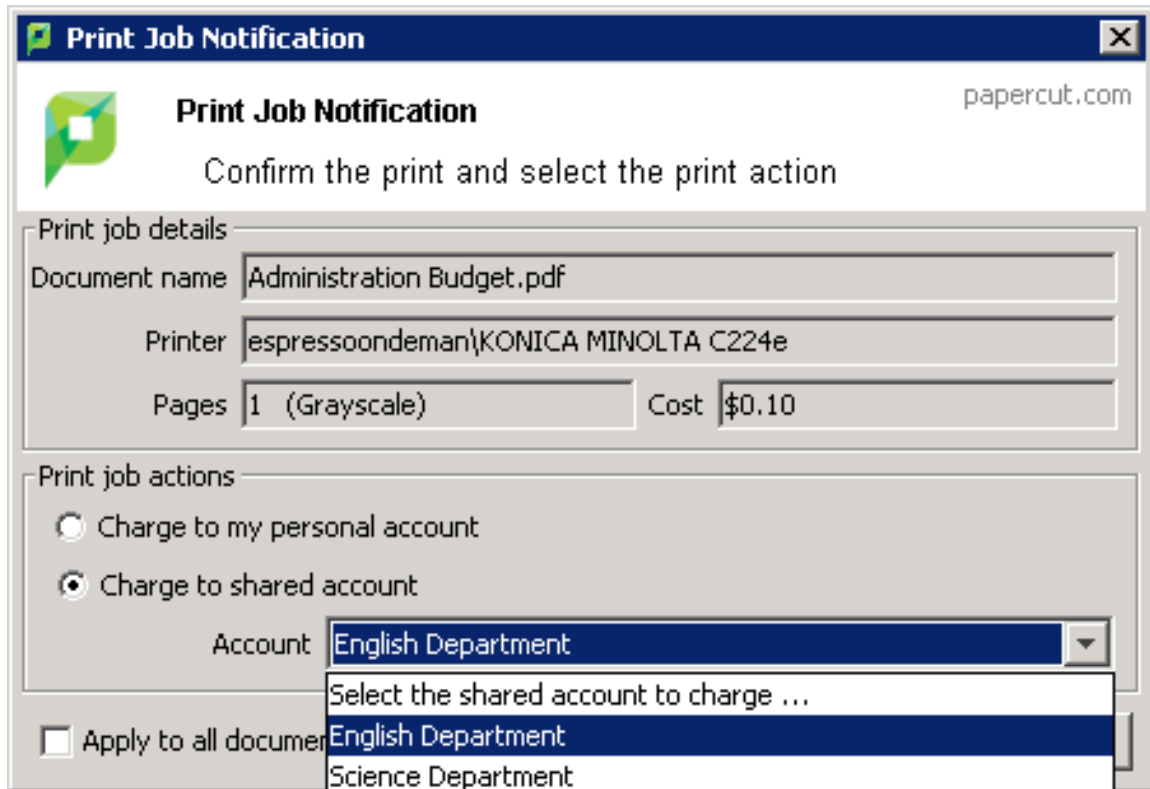 Print Job Notification
Print Job Notification
papercut.com
Confirm the print and select the print action
Print job details
Document name Administration Budget.pdf
Printer espressoondeman\KONICA MINOLTA C224e
Pages 1 (Grayscale) Cost $0.10
Print job actions
Charge to my personal account
Charge to shared account
Account English Department
Select the shared account to charge ...
Apply to all
English Department
Science Department